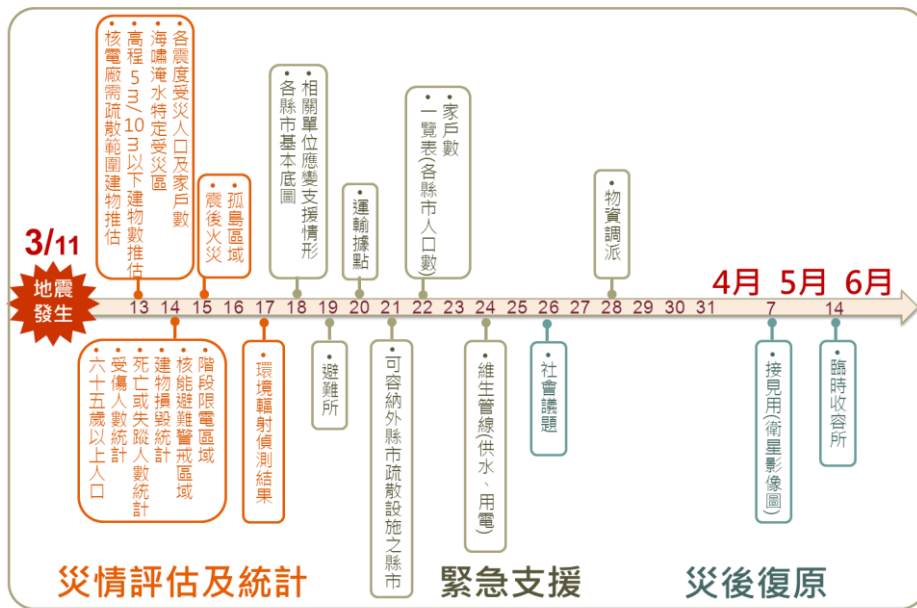 各震度受災人口及家戶數
海嘯淹水特定受災區
高程5m/10m以下建物數推估
核電廠需疏散範圍建物推估
孤島區域
震後火災
相關單位應變支援情形
各縣市基本底圖
運輸據點
家戶數
一覽表(各縣市人口數)
物資調派
3/11
地震
發生
4月 5月 6月
13 14 15 16 17 18 19 20 21 22 23 24 25 26 27 28 29 30 31 7 14
階段限電區域
核能避難警戒區域
建物損毀統計
死亡或失蹤人數統計
受傷人數統計
六十五歲以上人口
環境輻射偵測結果
避難所
可容納外縣市疏散設施之縣市
維生管線(供水、用電)
社會議題
接見用(衛星影像圖)
臨時收容所
災情評估及統計
緊急支援
災後復原